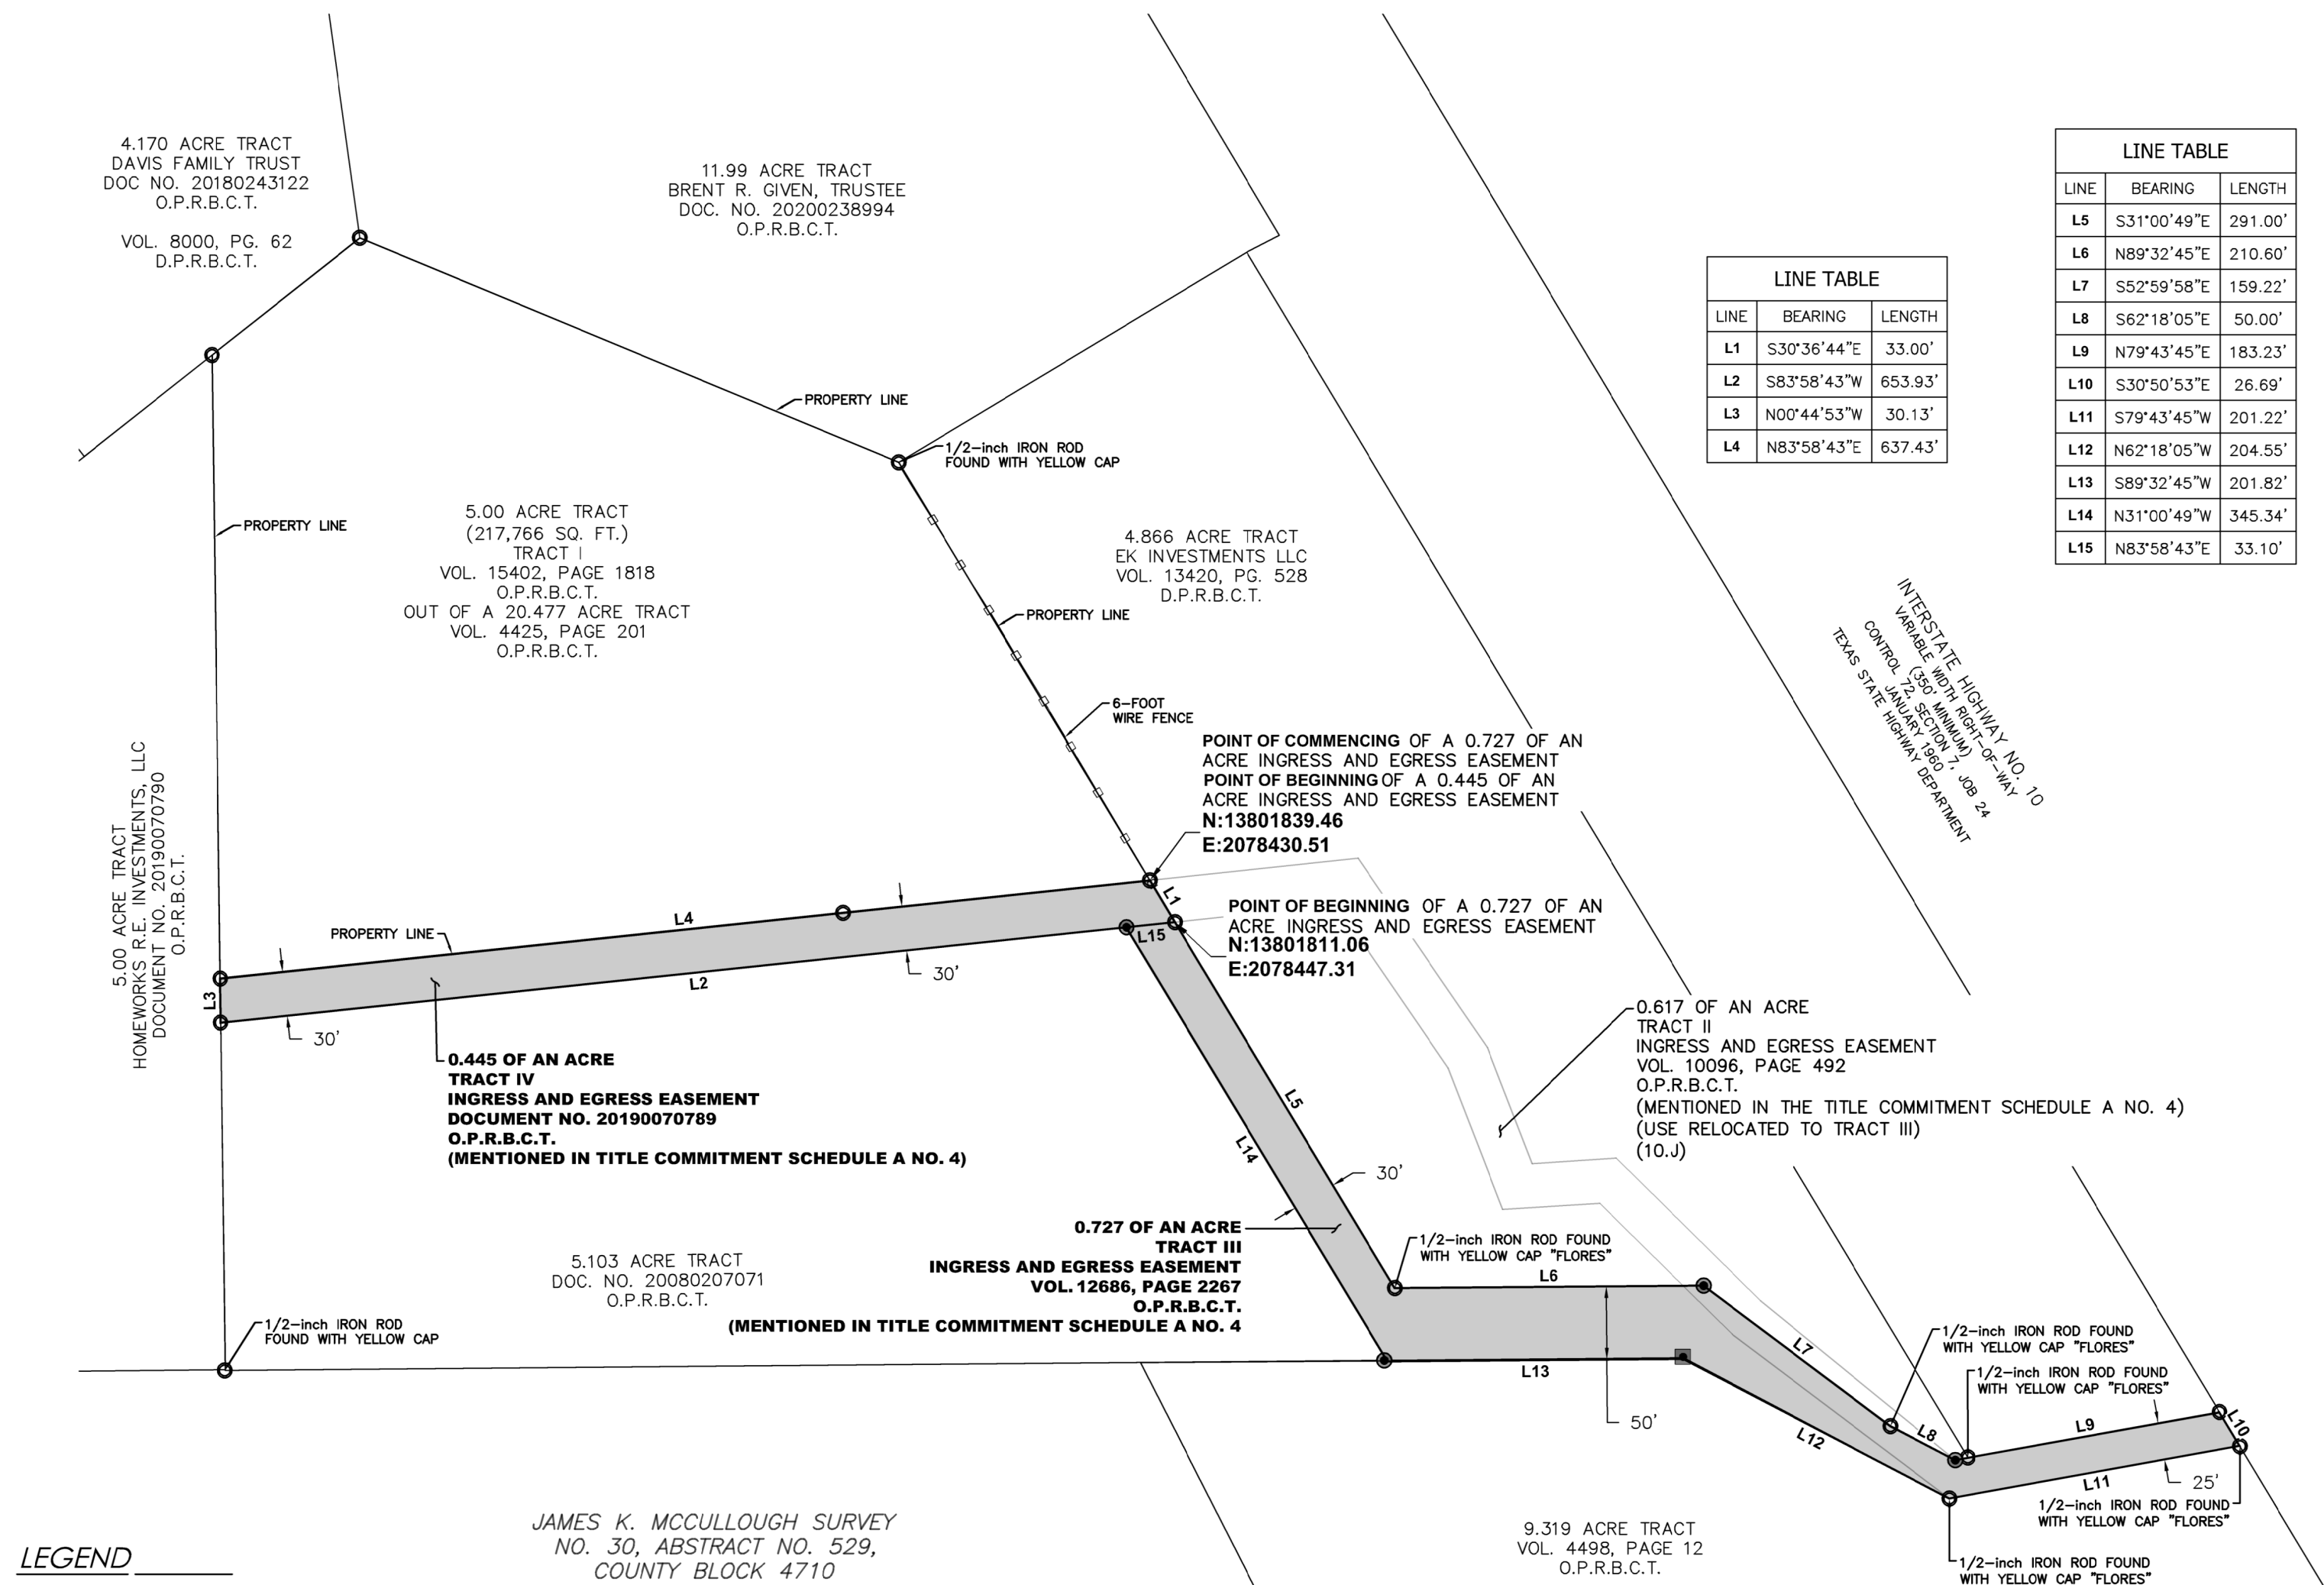 4.170 ACRE TRACT
DAVIS FAMILY TRUST
DOC NO. 20180243122
O.P.R.B.C.T.
VOL. 8000, PG. 62
D.P.R.B.C.T.
11.99 ACRE TRACT
BRENT R. GIVEN, TRUSTEE
DOC. NO. 20200238994
O.P.R.B.C.T.
LINE TABLE
LINE BEARING LENGTH
L1 S30°36'44"E 33.00'
L2 S83°58'43"W 653.93'
L3 N00°44'53"W 30.13'
L4 N83°58'43"E 637.43'
LINE TABLE
LINE BEARING LENGTH
L5 S31°00'49"E 291.00'
L6 N89°32'45"E 210.60'
L7 S52°59'58"E 159.22'
L8 S62°18'05"E 50.00'
L9 N79°43'45"E 183.23'
L10 S30°50'53"E 26.69'
L11 S79°43'45"W 201.22'
L12 N62°18'05"W 204.55'
L13 S89°32'45"W 201.82'
L14 N31°00'49"W 345.34'
L15 N83°58'43"E 33.10'
PROPERTY LINE
1/2-inch IRON ROD
FOUND WITH YELLOW CAP
PROPERTY LINE
5.00 ACRE TRACT
(217,766 SQ. FT.)
TRACT I
VOL. 15402, PAGE 1818
O.P.R.B.C.T.
OUT OF A 20.477 ACRE TRACT
VOL. 4425, PAGE 201
O.P.R.B.C.T.
4.866 ACRE TRACT
EK INVESTMENTS LLC
VOL. 13420, PG. 528
D.P.R.B.C.T.
PROPERTY LINE
6-FOOT
WIRE FENCE
INTERSTATE HIGHWAY NO. 10
VARIABLE WIDTH RIGHT-OF-WAY
(350' MINIMUM)
CONTROL 72, SECTION 7, JOB 24
JANUARY 1960
TEXAS STATE HIGHWAY DEPARTMENT
POINT OF COMMENCING OF A 0.727 OF AN
ACRE INGRESS AND EGRESS EASEMENT
POINT OF BEGINNING OF A 0.445 OF AN
ACRE INGRESS AND EGRESS EASEMENT
N:13801839.46
E:2078430.51
5.00 ACRE TRACT
HOMEWORKS R.E. INVESTMENTS, LLC
DOCUMENT NO. 20190070790
O.P.R.B.C.T.
L1
POINT OF BEGINNING OF A 0.727 OF AN
ACRE INGRESS AND EGRESS EASEMENT
N:13801811.06
E:2078447.31
PROPERTY LINE
L4
L15
L2
30'
L3
30'
0.445 OF AN ACRE
TRACT IV
INGRESS AND EGRESS EASEMENT
DOCUMENT NO. 20190070789
O.P.R.B.C.T.
(MENTIONED IN TITLE COMMITMENT SCHEDULE A NO. 4)
0.617 OF AN ACRE
TRACT II
INGRESS AND EGRESS EASEMENT
VOL. 10096, PAGE 492
O.P.R.B.C.T.
(MENTIONED IN THE TITLE COMMITMENT SCHEDULE A NO. 4)
(USE RELOCATED TO TRACT III)
(10.J)
L5
L14
30'
0.727 OF AN ACRE
TRACT III
INGRESS AND EGRESS EASEMENT
VOL. 12686, PAGE 2267
O.P.R.B.C.T.
(MENTIONED IN TITLE COMMITMENT SCHEDULE A NO. 4
1/2-inch IRON ROD FOUND
WITH YELLOW CAP "FLORES"
5.103 ACRE TRACT
DOC. NO. 20080207071
O.P.R.B.C.T.
1/2-inch IRON ROD
FOUND WITH YELLOW CAP
L6
L13
50'
L7
1/2-inch IRON ROD FOUND
WITH YELLOW CAP "FLORES"
1/2-inch IRON ROD FOUND
WITH YELLOW CAP "FLORES"
L8
L12
L9
L10
L11
25'
1/2-inch IRON ROD FOUND
WITH YELLOW CAP "FLORES"
1/2-inch IRON ROD FOUND
WITH YELLOW CAP "FLORES"
9.319 ACRE TRACT
VOL. 4498, PAGE 12
O.P.R.B.C.T.
JAMES K. MCCULLOUGH SURVEY
NO. 30, ABSTRACT NO. 529,
COUNTY BLOCK 4710
LEGEND